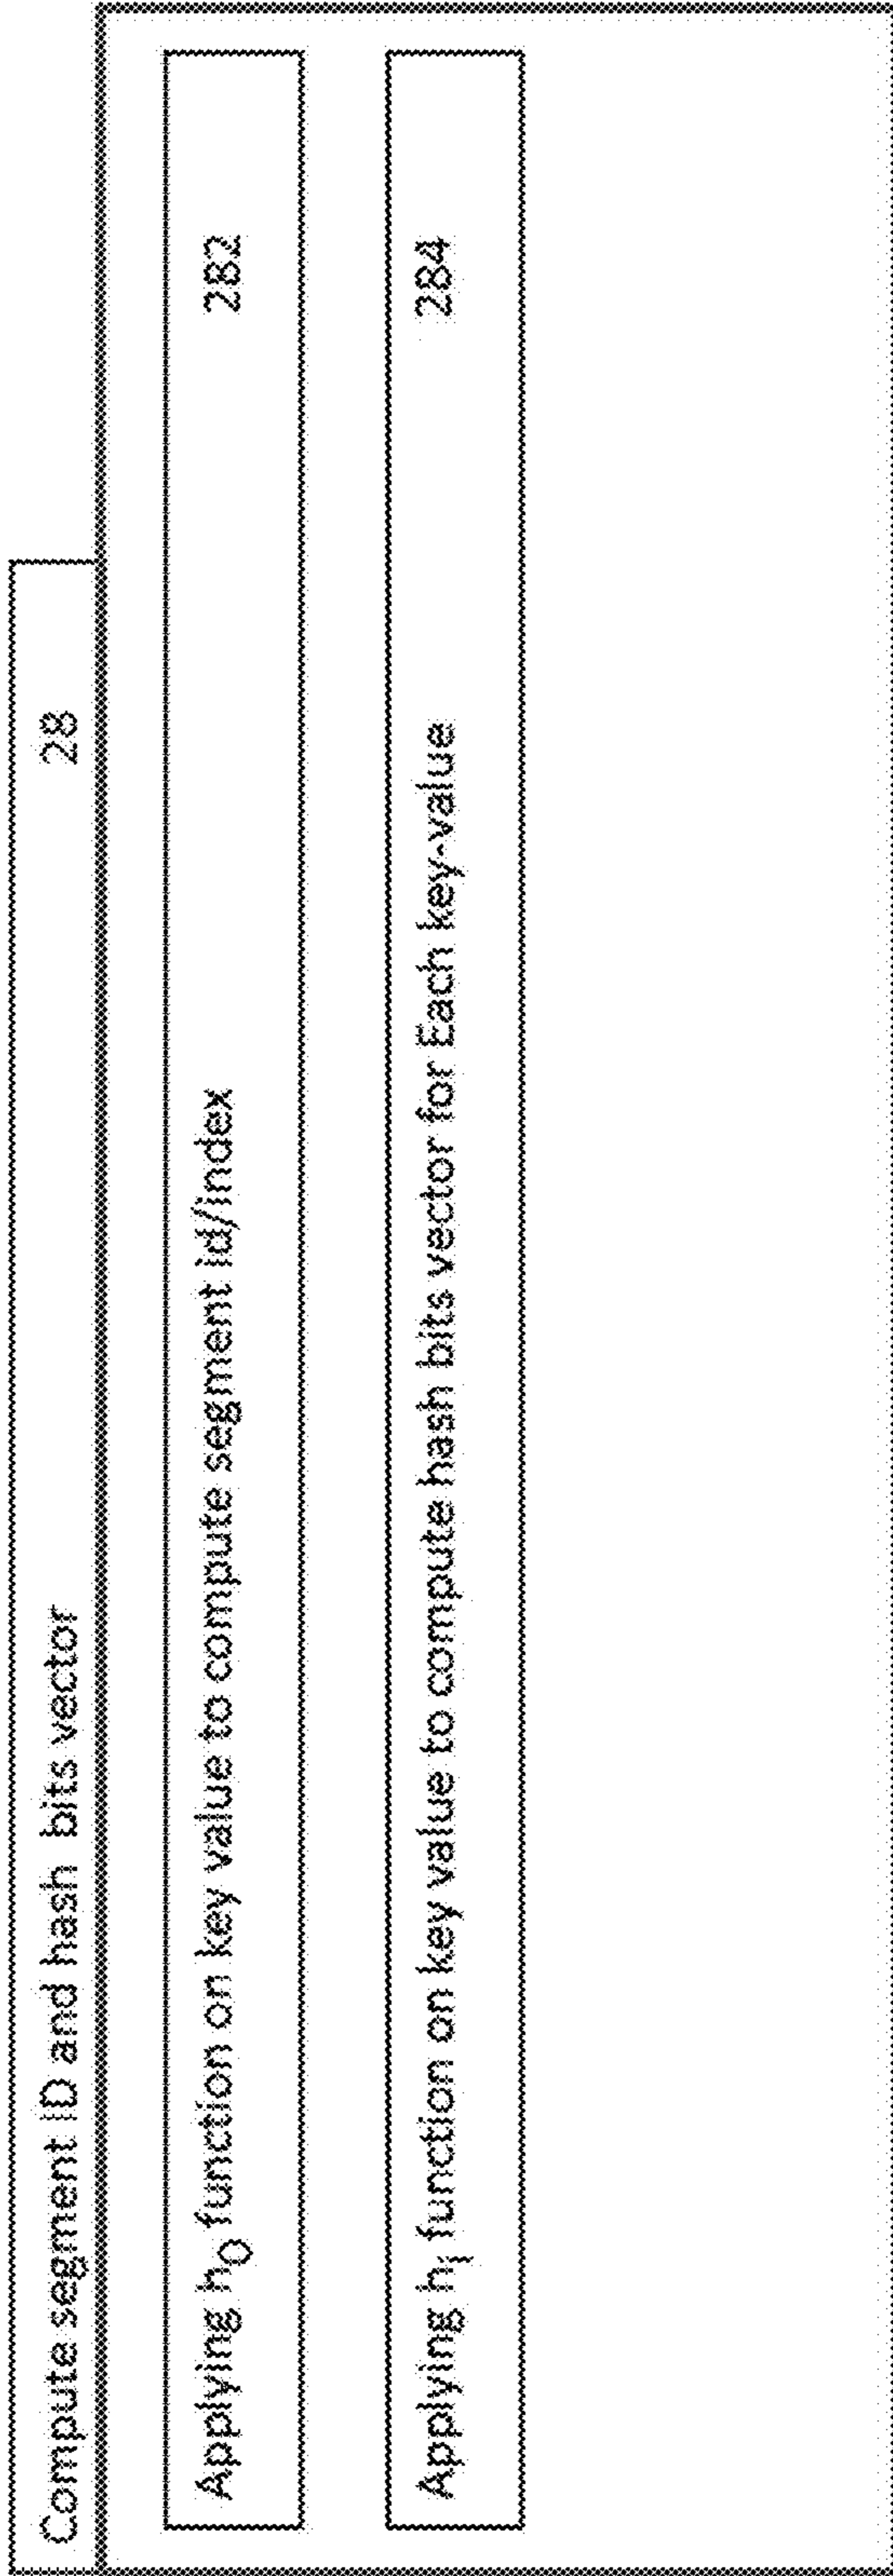 Compute segment ID and hash bits vector 28
Applying h0 function on key value to compute segment id/index 282
Applying hi function on key value to compute hash bits vector for Each key-value 284